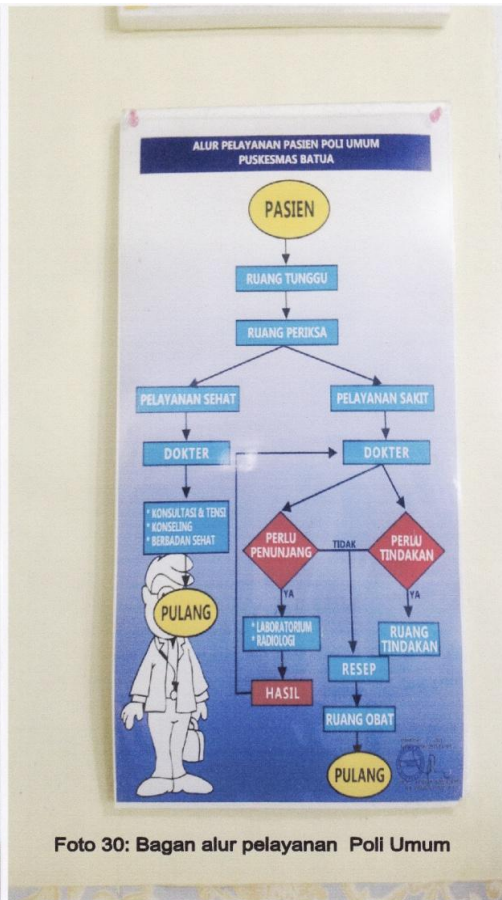 ALUR PELAYANAN PASIEN POLI UMUM
PUSKESMAS BATUA
PASIEN
RUANG TUNGGU
RUANG PERIKSA
PELAYANAN SEHAT
PELAYANAN SAKIT
DOKTER
DOKTER
* KONSULTASI & TENSI
* KONSELING
* BERBADAN SEHAT
PERLU
PENUNJANG
TIDAK
PERLU
TINDAKAN
YA
YA
PULANG
* LABORATORIUM
* RADIOLOGI
RUANG
TINDAKAN
RESEP
HASIL
RUANG OBAT
PULANG
Foto 30: Bagan alur pelayanan Poli Umum